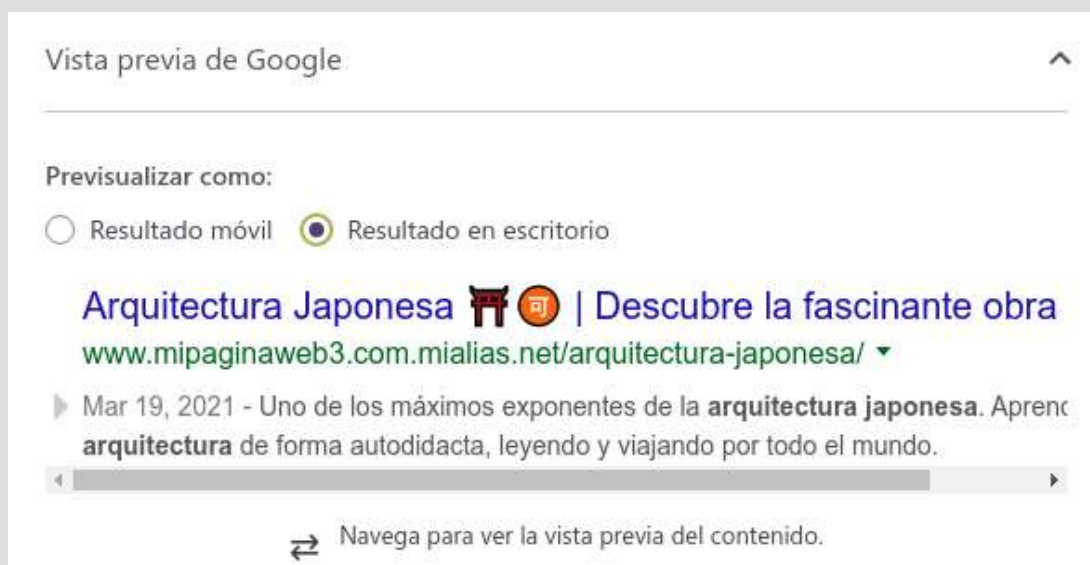 Vista previa de Google
Previsualizar como:
Resultado móvil Resultado en escritorio
Arquitectura Japonesa ⛩🉑 | Descubre la fascinante obra
www.mipaginaweb3.com.mialias.net/arquitectura-japonesa/
Mar 19, 2021 - Uno de los máximos exponentes de la arquitectura japonesa.
arquitectura de forma autodidacta, leyendo y viajando por todo el mundo.
Navega para ver la vista previa del contenido.